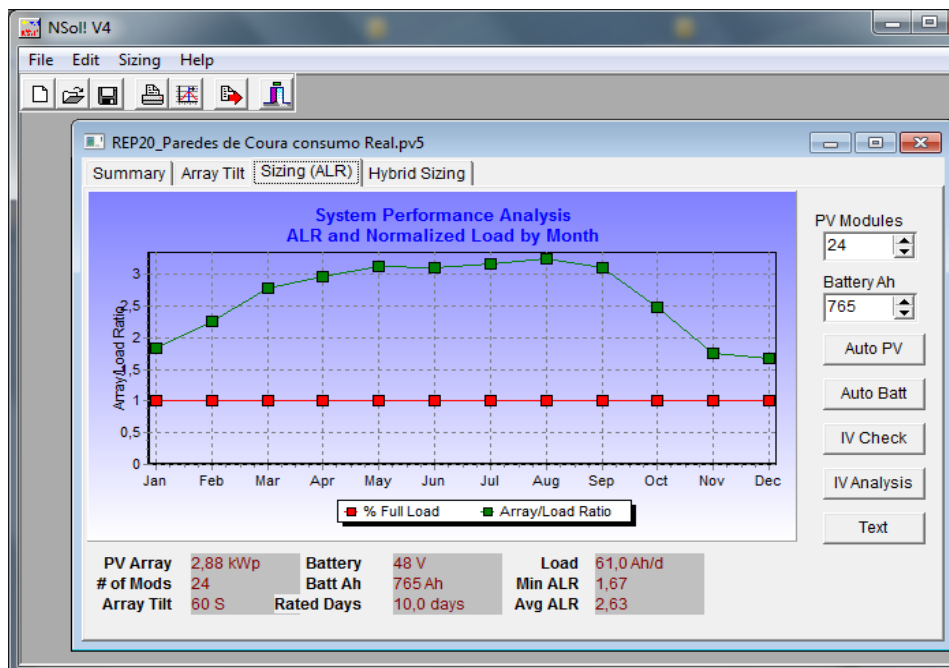 NSol! V4
File Edit Sizing Help
REP20_Paredes de Coura consumo Real.pv5
Summary Array Tilt Sizing (ALR) Hybrid Sizing
System Performance Analysis
ALR and Normalized Load by Month
Array/Load Ratio
3
2,5
2
1,5
1
0,5
0
Jan Feb Mar Apr May Jun Jul Aug Sep Oct Nov Dec
% Full Load Array/Load Ratio
PV Modules
24
Battery Ah
765
Auto PV
Auto Batt
IV Check
IV Analysis
Text
PV Array 2,88 kWp Battery 48 V Load 61,0 Ah/d
# of Mods 24 Batt Ah 765 Ah Min ALR 1,67
Array Tilt 60 S Rated Days 10,0 days Avg ALR 2,63